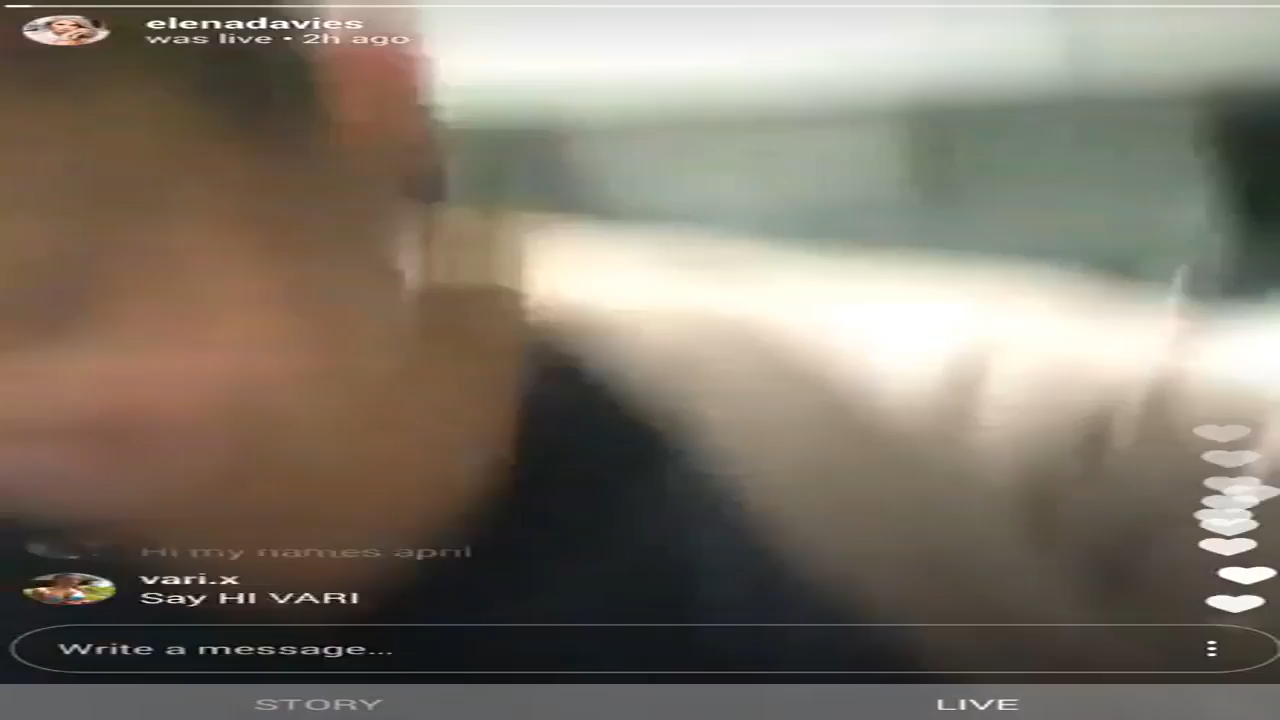 elenadavies
was live • 2h ago
Hi my names april
vari.x
Say HI VARI
Write a message...
STORY
LIVE